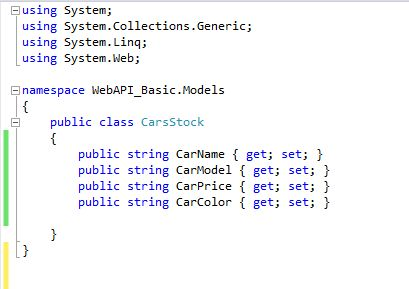 using System;
using System.Collections.Generic;
using System.Linq;
using System.Web;

namespace WebAPI_Basic.Models
{
    public class CarsStock
    {
        public string CarName { get; set; }
        public string CarModel { get; set; }
        public string CarPrice { get; set; }
        public string CarColor { get; set; }

    }
}